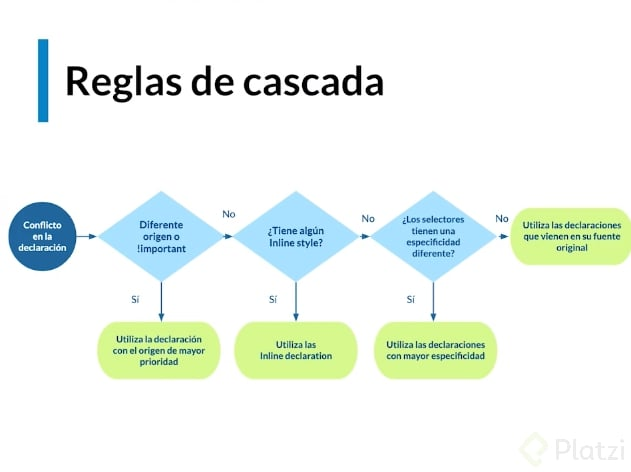 Reglas de cascada
Conflicto
en la
declaración
Diferente
origen o
!important
No
¿Tiene algún
Inline style?
No
¿Los selectores
tienen una
especificidad
diferente?
No
Utiliza las declaraciones
que vienen en su fuente
original
Sí
Sí
Sí
Utiliza la declaración
con el origen de mayor
prioridad
Utiliza las
Inline declaration
Utiliza las declaraciones
con mayor especificidad
Platzi